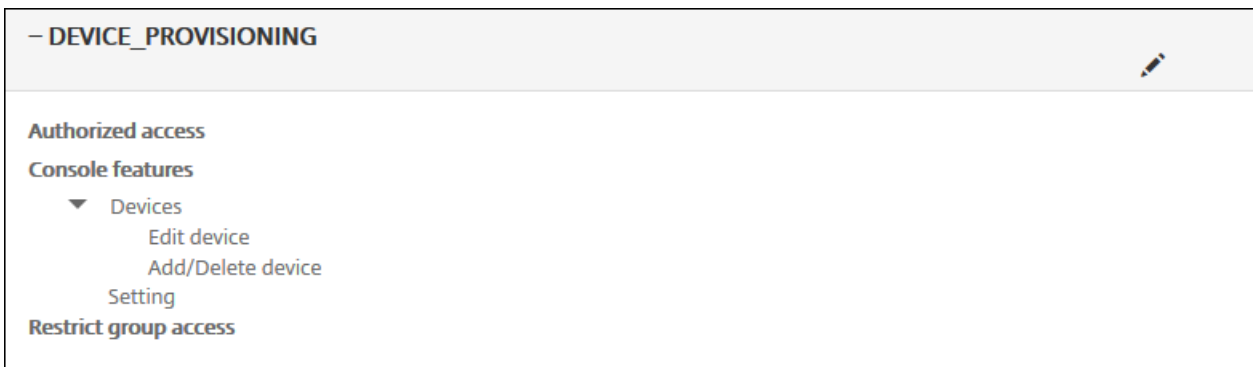 – DEVICE_PROVISIONING
Authorized access
Console features
Devices
Edit device
Add/Delete device
Setting
Restrict group access